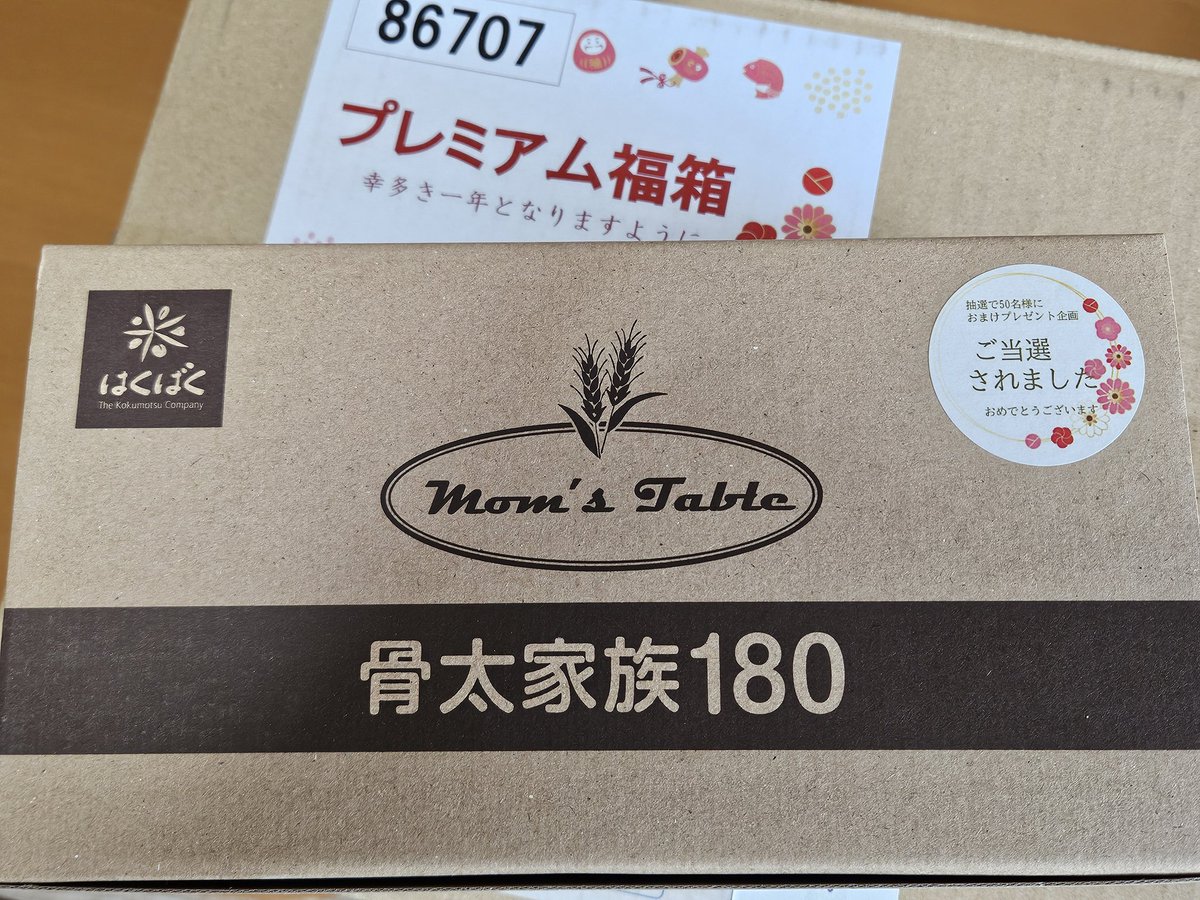 86707
プレミアム福箱
幸多き一年となりますように
はくばく
The Kokumotsu Company
抽選で50名様に
おまけプレゼント企画
ご当選
されました
おめでとうございます
Mom's Table
骨太家族180